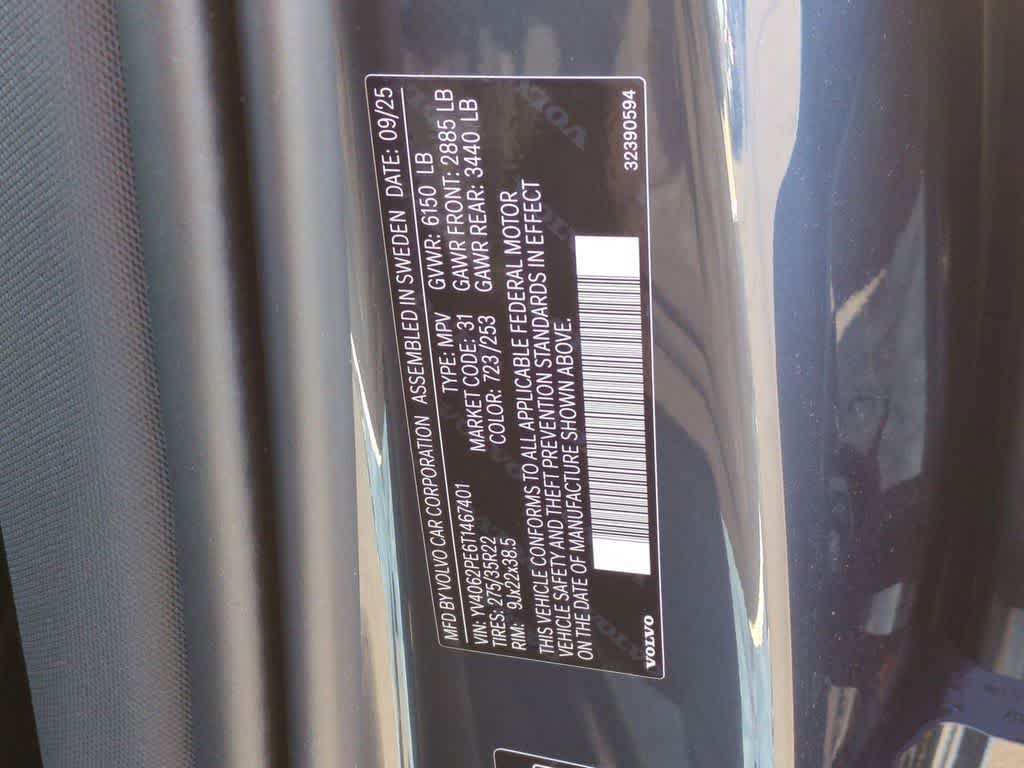 MFD BY VOLVO CAR CORPORATION ASSEMBLED IN SWEDEN DATE: 09/25
VIN: YV4062PE6T1467401 TYPE: MPV GVWR: 6150 LB
TIRES: 275/35R22 MARKET CODE: 31 GAWR FRONT: 2885 LB
RIM: 9Jx22x38.5 COLOR: 723/253 GAWR REAR: 3440 LB
THIS VEHICLE CONFORMS TO ALL APPLICABLE FEDERAL MOTOR
VEHICLE SAFETY AND THEFT PREVENTION STANDARDS IN EFFECT
ON THE DATE OF MANUFACTURE SHOWN ABOVE.
VOLVO 32390594